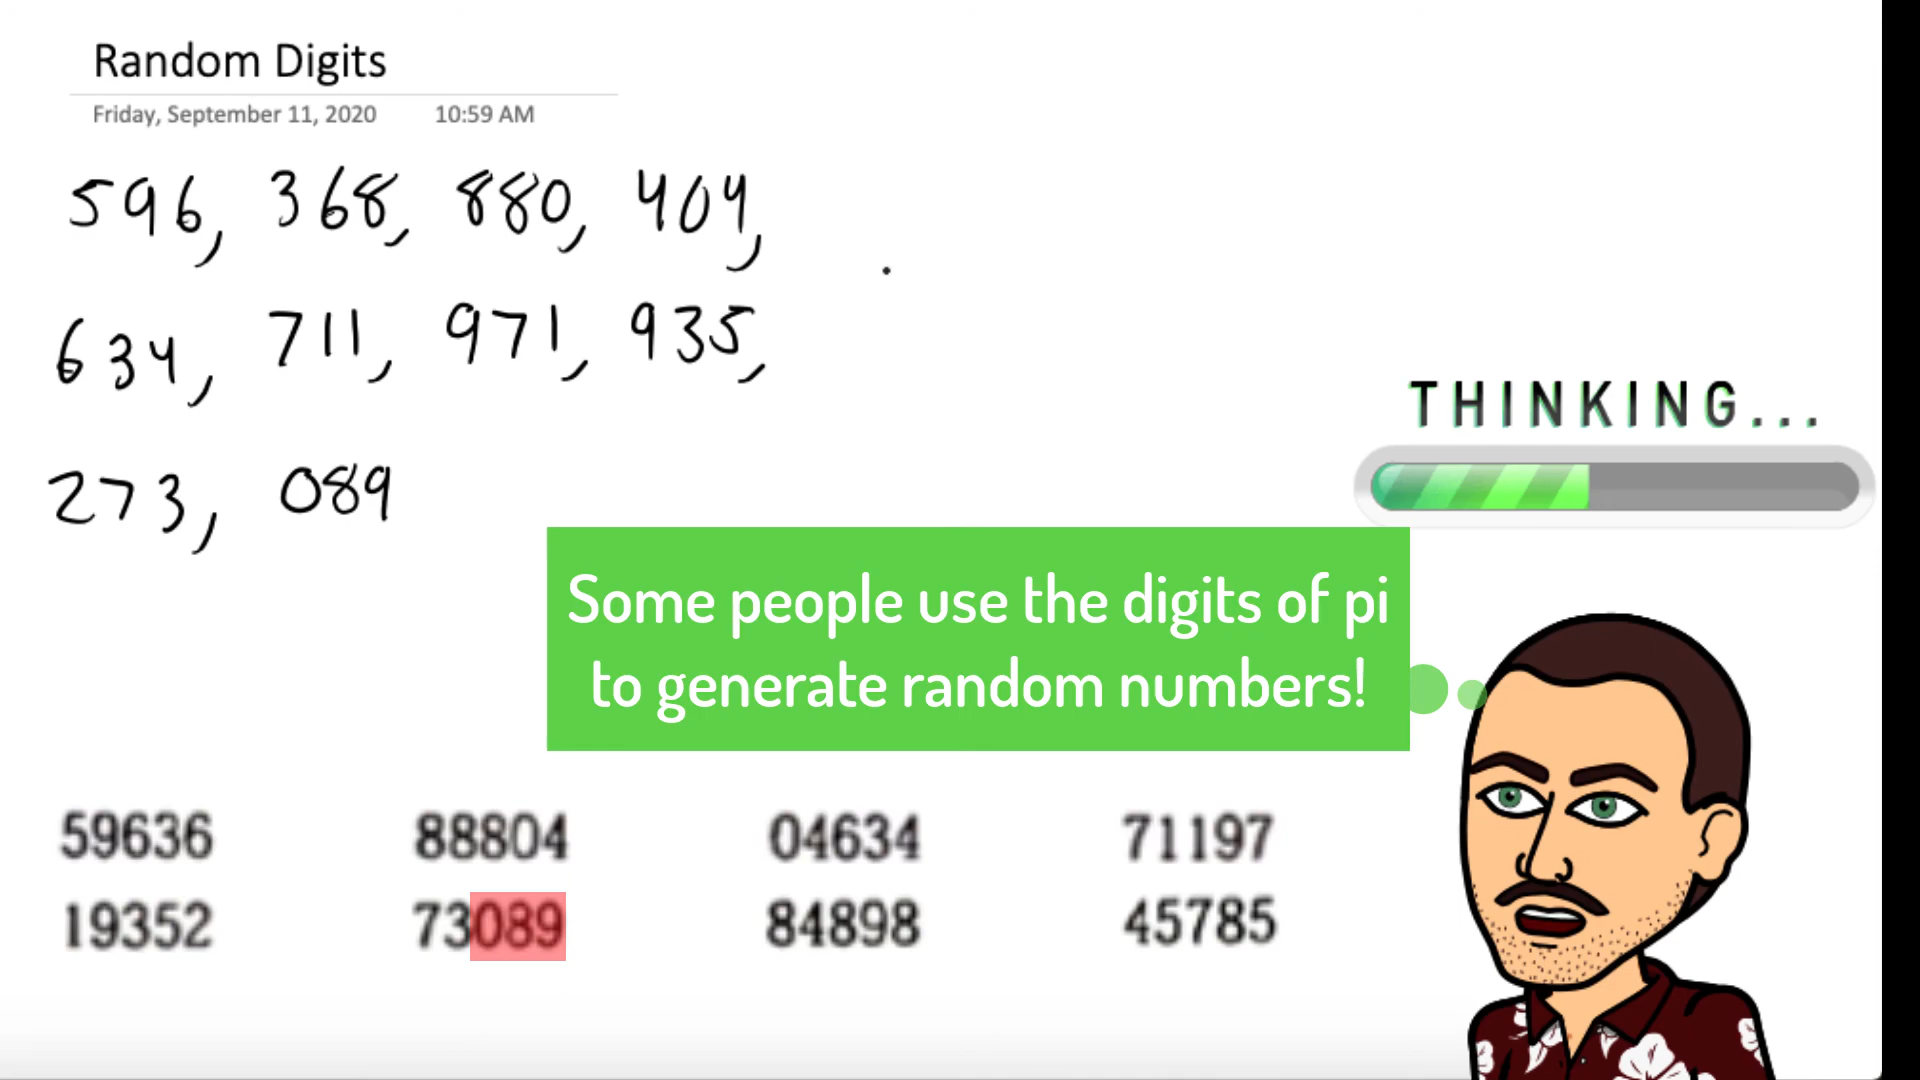 Random Digits
Friday, September 11, 2020 10:59 AM
596, 368, 880, 404,
634, 711, 971, 935,
273, 089
THINKING...
Some people use the digits of pi
to generate random numbers!
59636 88804 04634 71197
19352 73089 84898 45785